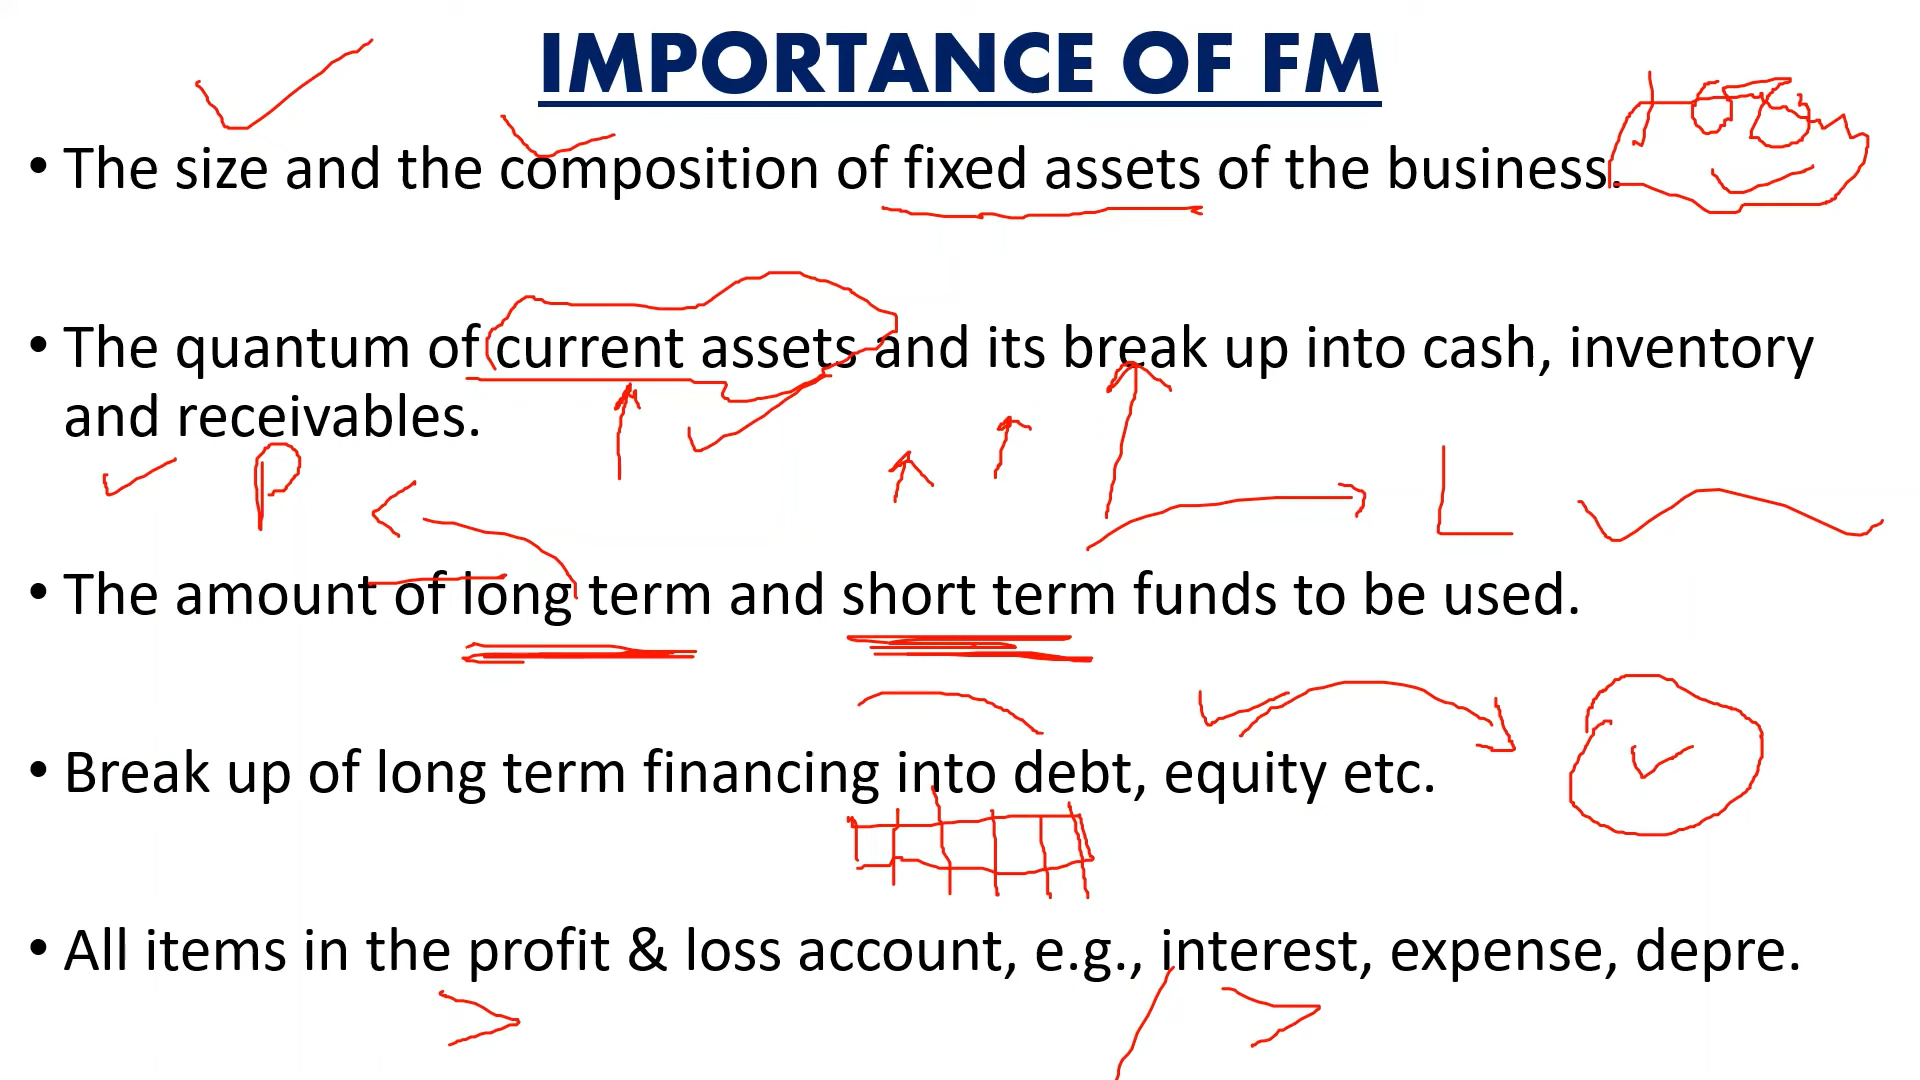 IMPORTANCE OF FM
• The size and the composition of fixed assets of the business.
• The quantum of current assets and its break up into cash, inventory
and receivables.
P
L
• The amount of long term and short term funds to be used.
• Break up of long term financing into debt, equity etc.
• All items in the profit & loss account, e.g., interest, expense, depre.